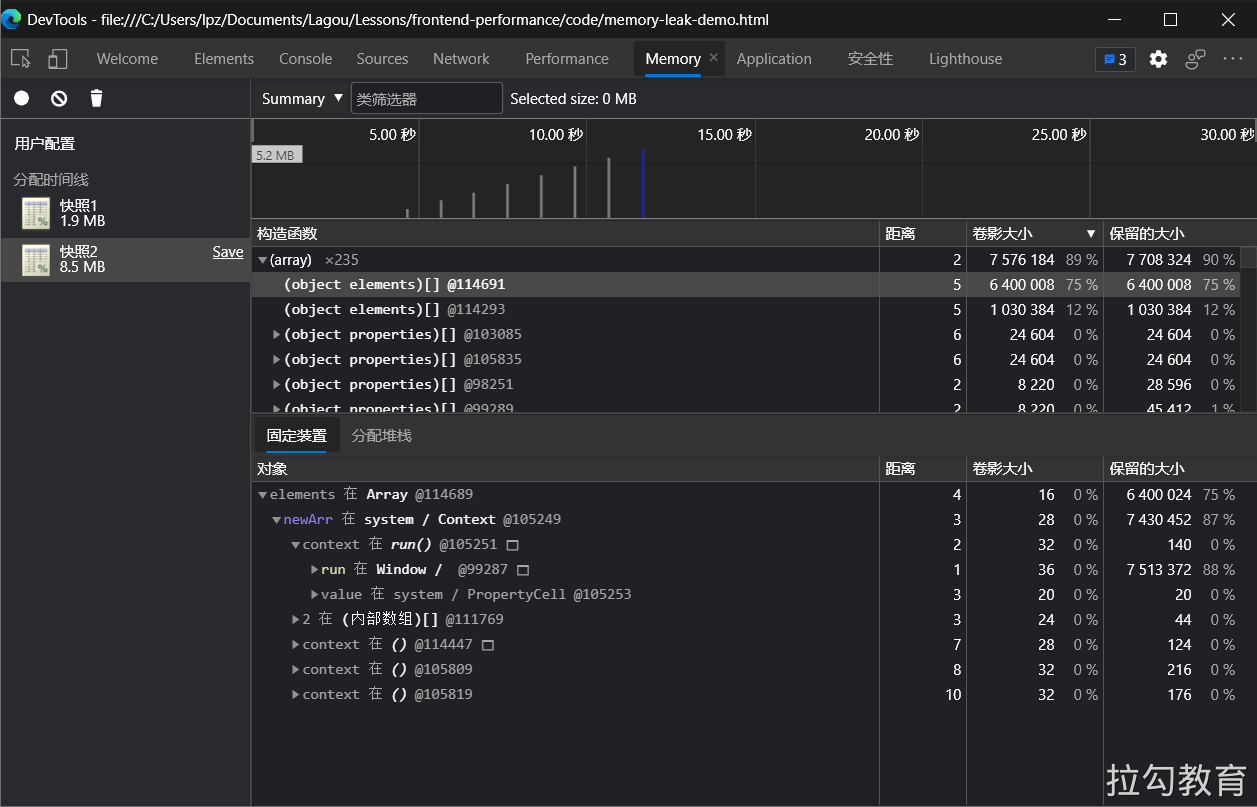 DevTools - file:///C:/Users/lpz/Documents/Lagou/Lessons/frontend-performance/code/memory-leak-demo.html
Welcome Elements Console Sources Network Performance Memory × Application 安全性 Lighthouse 3
Summary ▼ 类筛选器 Selected size: 0 MB
用户配置
分配时间线
快照1
1.9 MB
快照2 Save
8.5 MB
5.00 秒 10.00 秒 15.00 秒 20.00 秒 25.00 秒 30.00 秒
5.2 MB
构造函数 距离 卷影大小 ▼ 保留的大小
▼(array) ×235 2 7 576 184 89 % 7 708 324 90 %
(object elements)[] @114691 5 6 400 008 75 % 6 400 008 75 %
(object elements)[] @114293 5 1 030 384 12 % 1 030 384 12 %
▶(object properties)[] @103085 6 24 604 0 % 24 604 0 %
▶(object properties)[] @105835 6 24 604 0 % 24 604 0 %
▶(object properties)[] @98251 2 8 220 0 % 28 596 0 %
▶(object properties)[] @99289 2 8 220 0 % 45 412 1 %
固定装置 分配堆栈
对象 距离 卷影大小 保留的大小
▼elements 在 Array @114689 4 16 0 % 6 400 024 75 %
▼newArr 在 system / Context @105249 3 28 0 % 7 430 452 87 %
▼context 在 run() @105251 2 32 0 % 140 0 %
▶run 在 Window / @99287 1 36 0 % 7 513 372 88 %
▶value 在 system / PropertyCell @105253 3 20 0 % 20 0 %
▶2 在 (内部数组)[] @111769 3 24 0 % 44 0 %
▶context 在 () @114447 7 28 0 % 124 0 %
▶context 在 () @105809 8 32 0 % 216 0 %
▶context 在 () @105819 10 32 0 % 176 0 %
拉勾教育